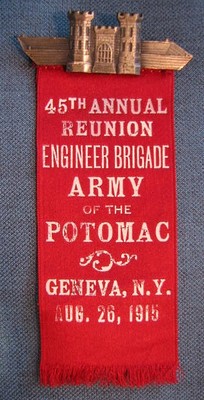 45TH ANNUAL
REUNION
ENGINEER BRIGADE
ARMY
OF THE
POTOMAC
GENEVA, N.Y.
AUG. 26, 1915